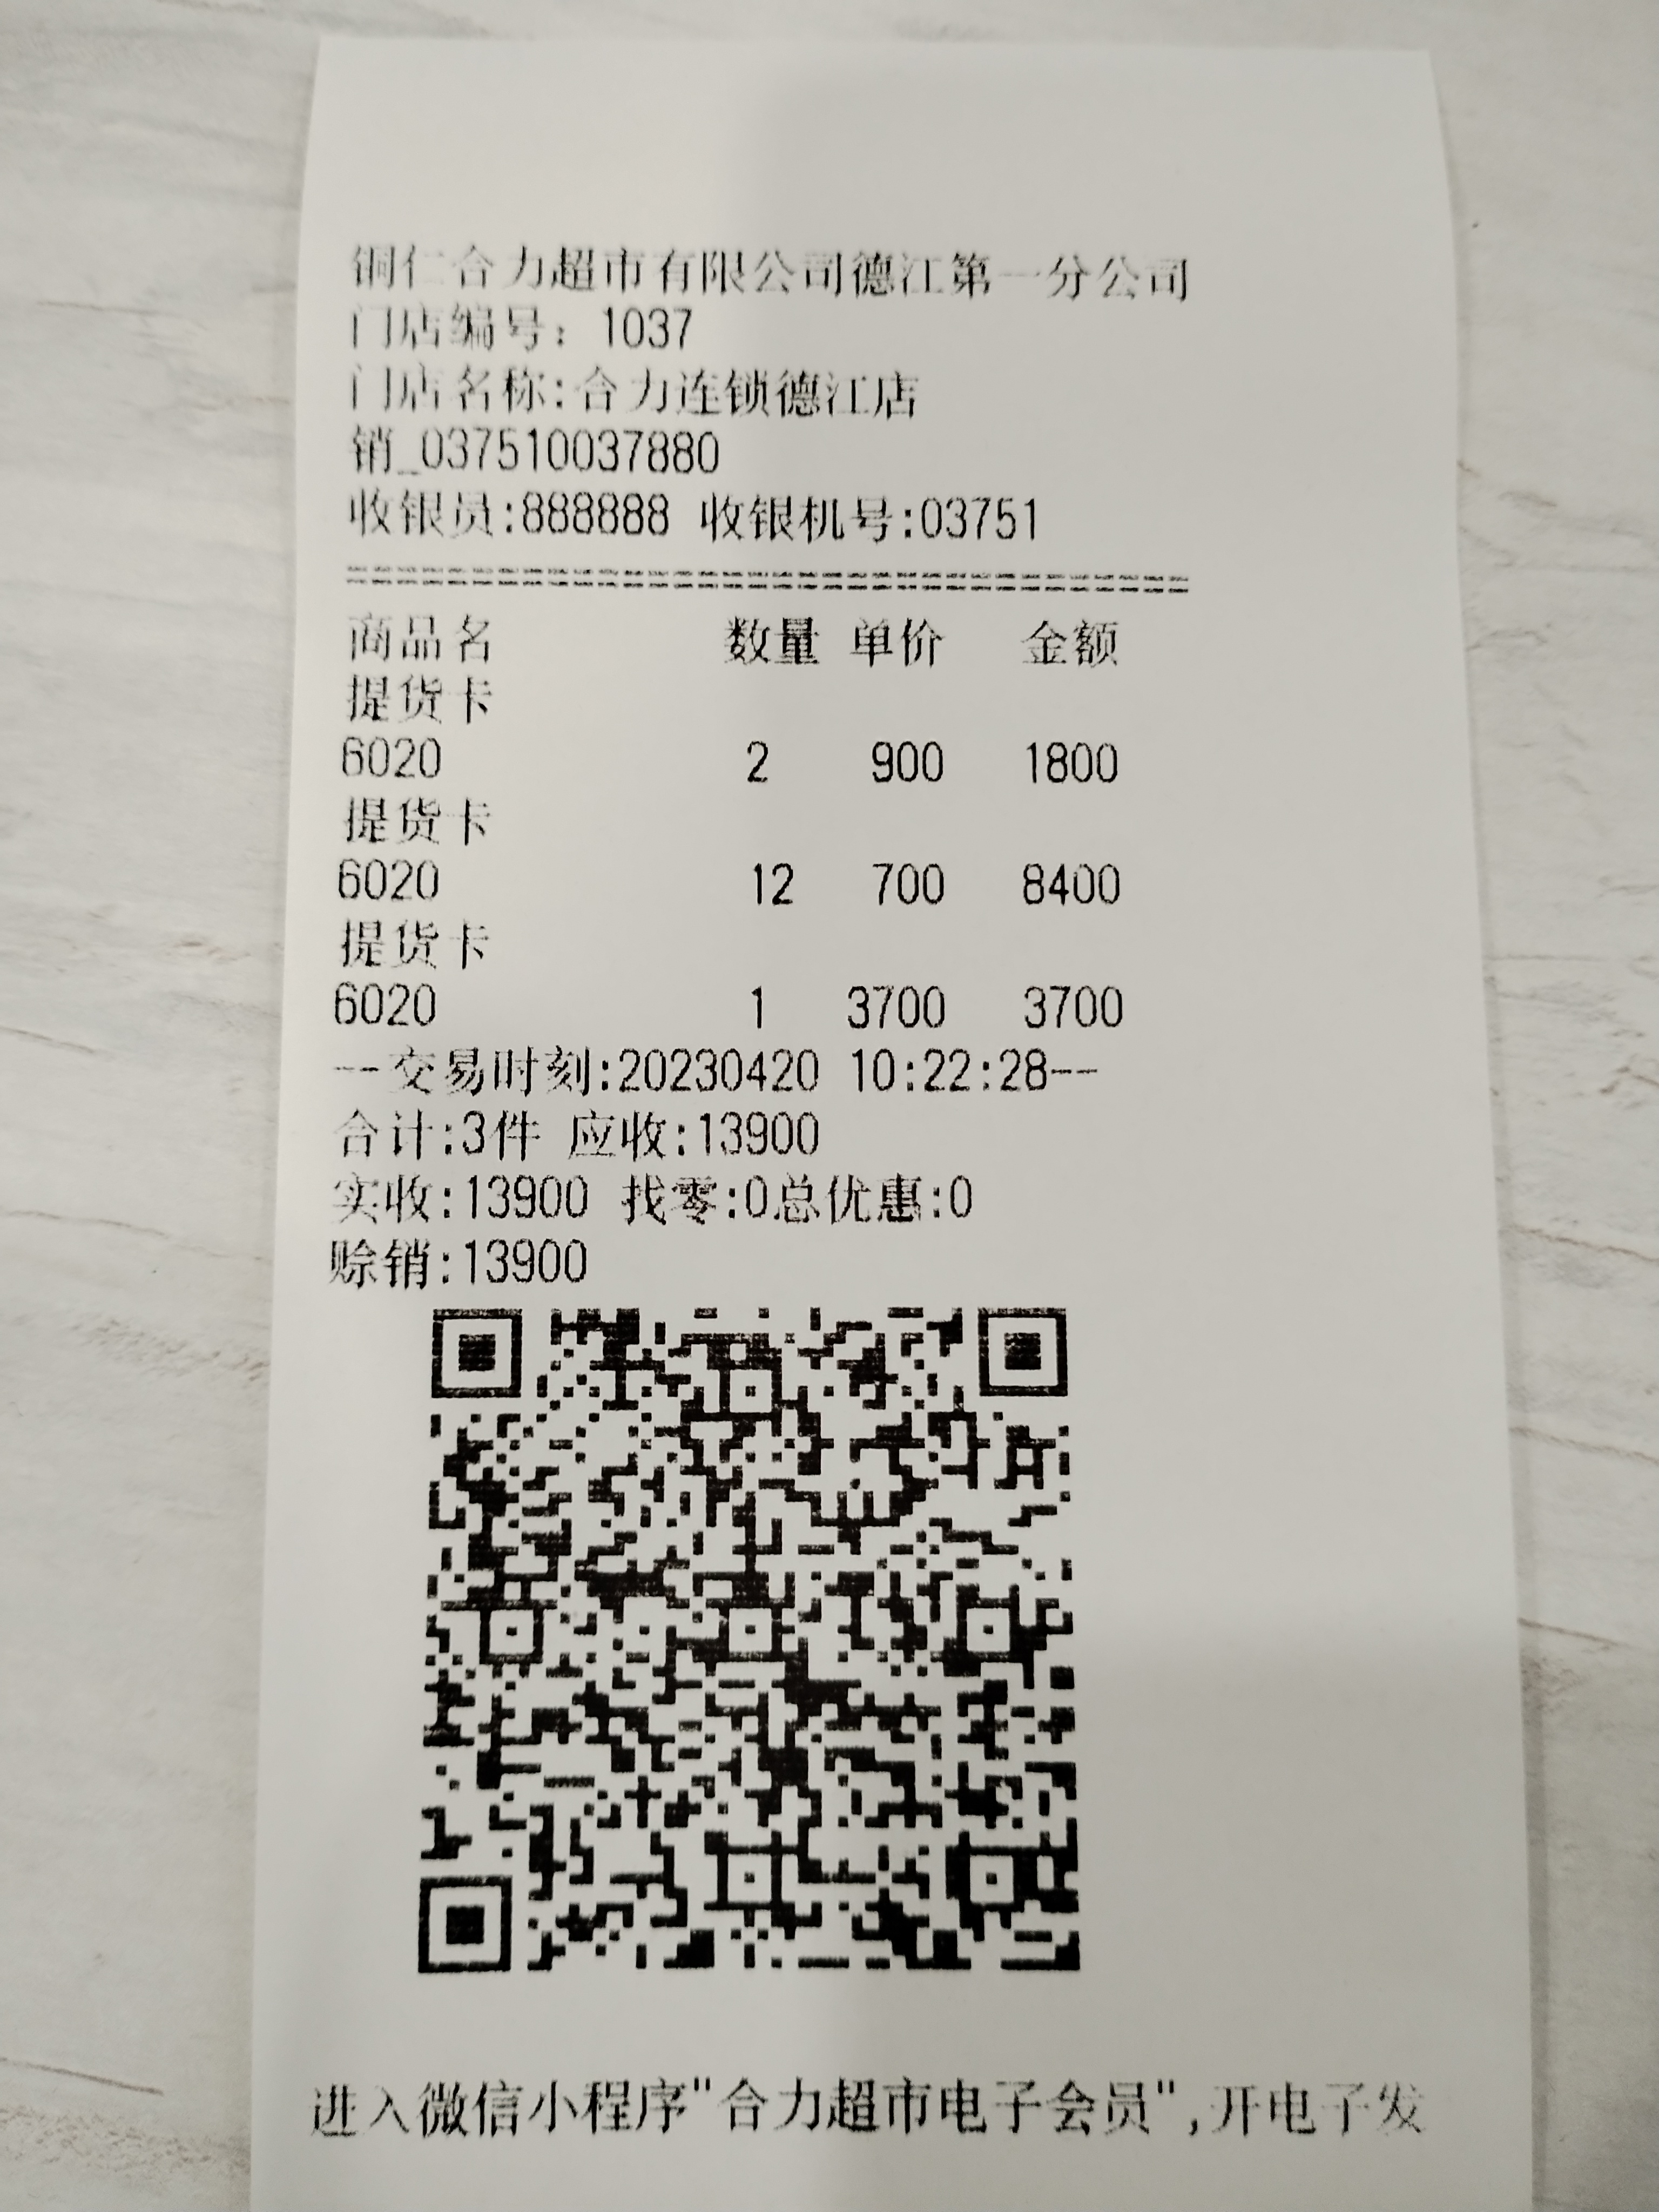 铜仁合力超市有限公司德江第一分公司
门店编号：1037
门店名称:合力连锁德江店
销_037510037880
收银员:888888 收银机号:03751
==================================
商品名 数量 单价 金额
提货卡
6020 2 900 1800
提货卡
6020 12 700 8400
提货卡
6020 1 3700 3700
--交易时刻:20230420 10:22:28--
合计:3件 应收:13900
实收:13900 找零:0总优惠:0
赊销:13900
进入微信小程序"合力超市电子会员",开电子发